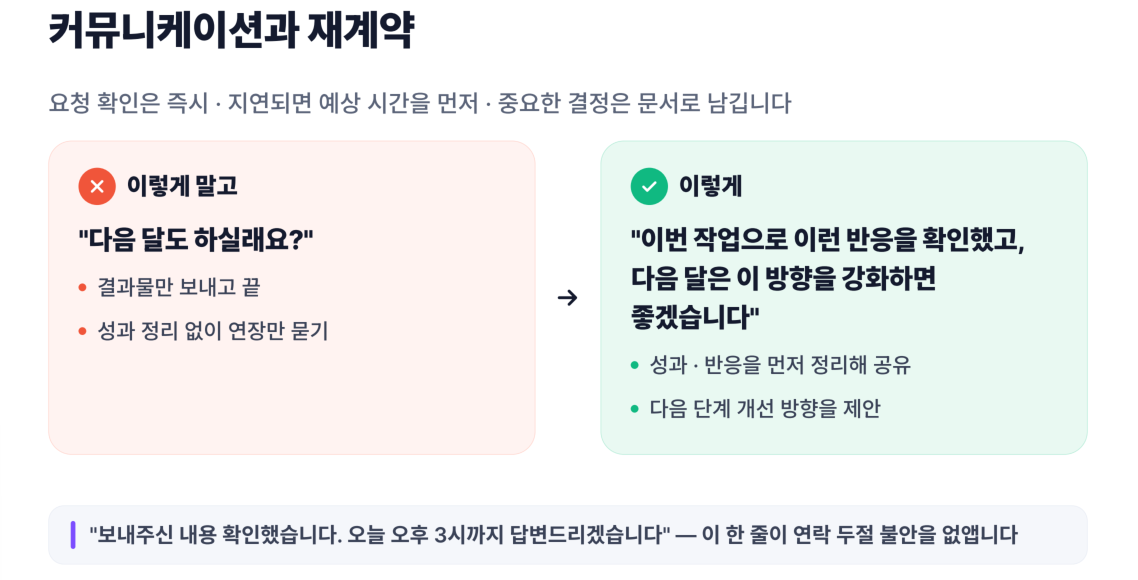 커뮤니케이션과 재계약
요청 확인은 즉시 · 지연되면 예상 시간을 먼저 · 중요한 결정은 문서로 남깁니다
이렇게 말고
"다음 달도 하실래요?"
결과물만 보내고 끝
성과 정리 없이 연장만 묻기
이렇게
"이번 작업으로 이런 반응을 확인했고,
다음 달은 이 방향을 강화하면
좋겠습니다"
성과 · 반응을 먼저 정리해 공유
다음 단계 개선 방향을 제안
"보내주신 내용 확인했습니다. 오늘 오후 3시까지 답변드리겠습니다" — 이 한 줄이 연락 두절 불안을 없앱니다